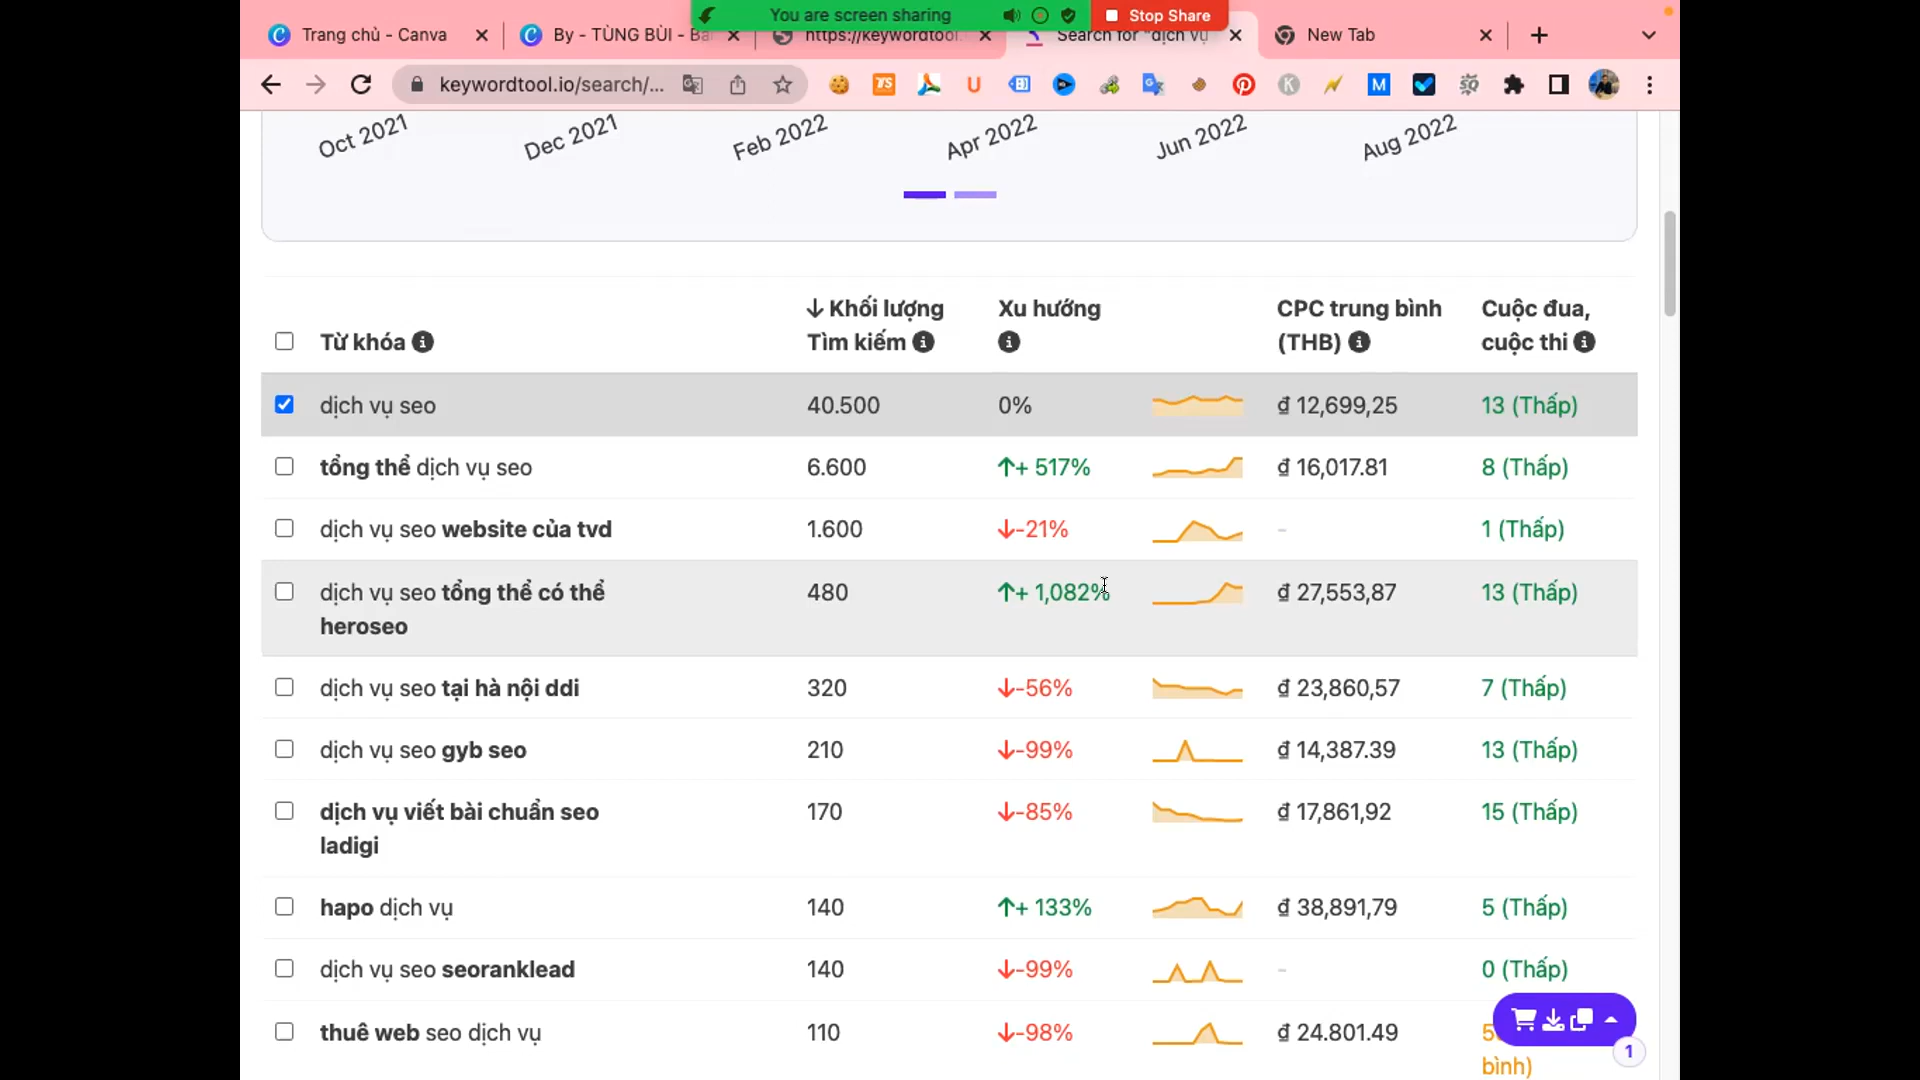 You are screen sharing
Stop Share
Trang chủ - Canva
By - TÙNG BÙI - Ba
https://keywordtool.
Search for "dịch vụ
New Tab
keywordtool.io/search/...
Oct 2021
Dec 2021
Feb 2022
Apr 2022
Jun 2022
Aug 2022
Từ khóa
Khối lượng
Tìm kiếm
Xu hướng
CPC trung bình
(THB)
Cuộc đua,
cuộc thi
dịch vụ seo 40.500 0% ₫ 12,699,25 13 (Thấp)
tổng thể dịch vụ seo 6.600 + 517% ₫ 16,017.81 8 (Thấp)
dịch vụ seo website của tvd 1.600 -21% - 1 (Thấp)
dịch vụ seo tổng thể có thể 480 + 1,082% ₫ 27,553,87 13 (Thấp)
heroseo
dịch vụ seo tại hà nội ddi 320 -56% ₫ 23,860,57 7 (Thấp)
dịch vụ seo gyb seo 210 -99% ₫ 14,387.39 13 (Thấp)
dịch vụ viết bài chuẩn seo 170 -85% ₫ 17,861,92 15 (Thấp)
ladigi
hapo dịch vụ 140 + 133% ₫ 38,891,79 5 (Thấp)
dịch vụ seo seoranklead 140 -99% - 0 (Thấp)
thuê web seo dịch vụ 110 -98% ₫ 24.801.49
bình)
1